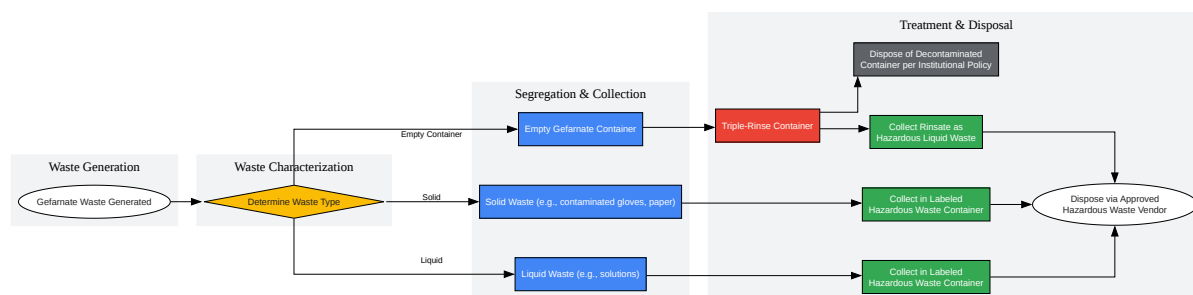 Treatment & Disposal
Dispose of Decontaminated
Container per Institutional Policy
Segregation & Collection
Empty Container
Empty Gefarnate Container
Triple-Rinse Container
Collect Rinsate as
Hazardous Liquid Waste
Waste Generation
Waste Characterization
Gefarnate Waste Generated
Determine Waste Type
Solid
Solid Waste (e.g., contaminated gloves, paper)
Collect in Labeled
Hazardous Waste Container
Dispose via Approved
Hazardous Waste Vendor
Liquid
Liquid Waste (e.g., solutions)
Collect in Labeled
Hazardous Waste Container